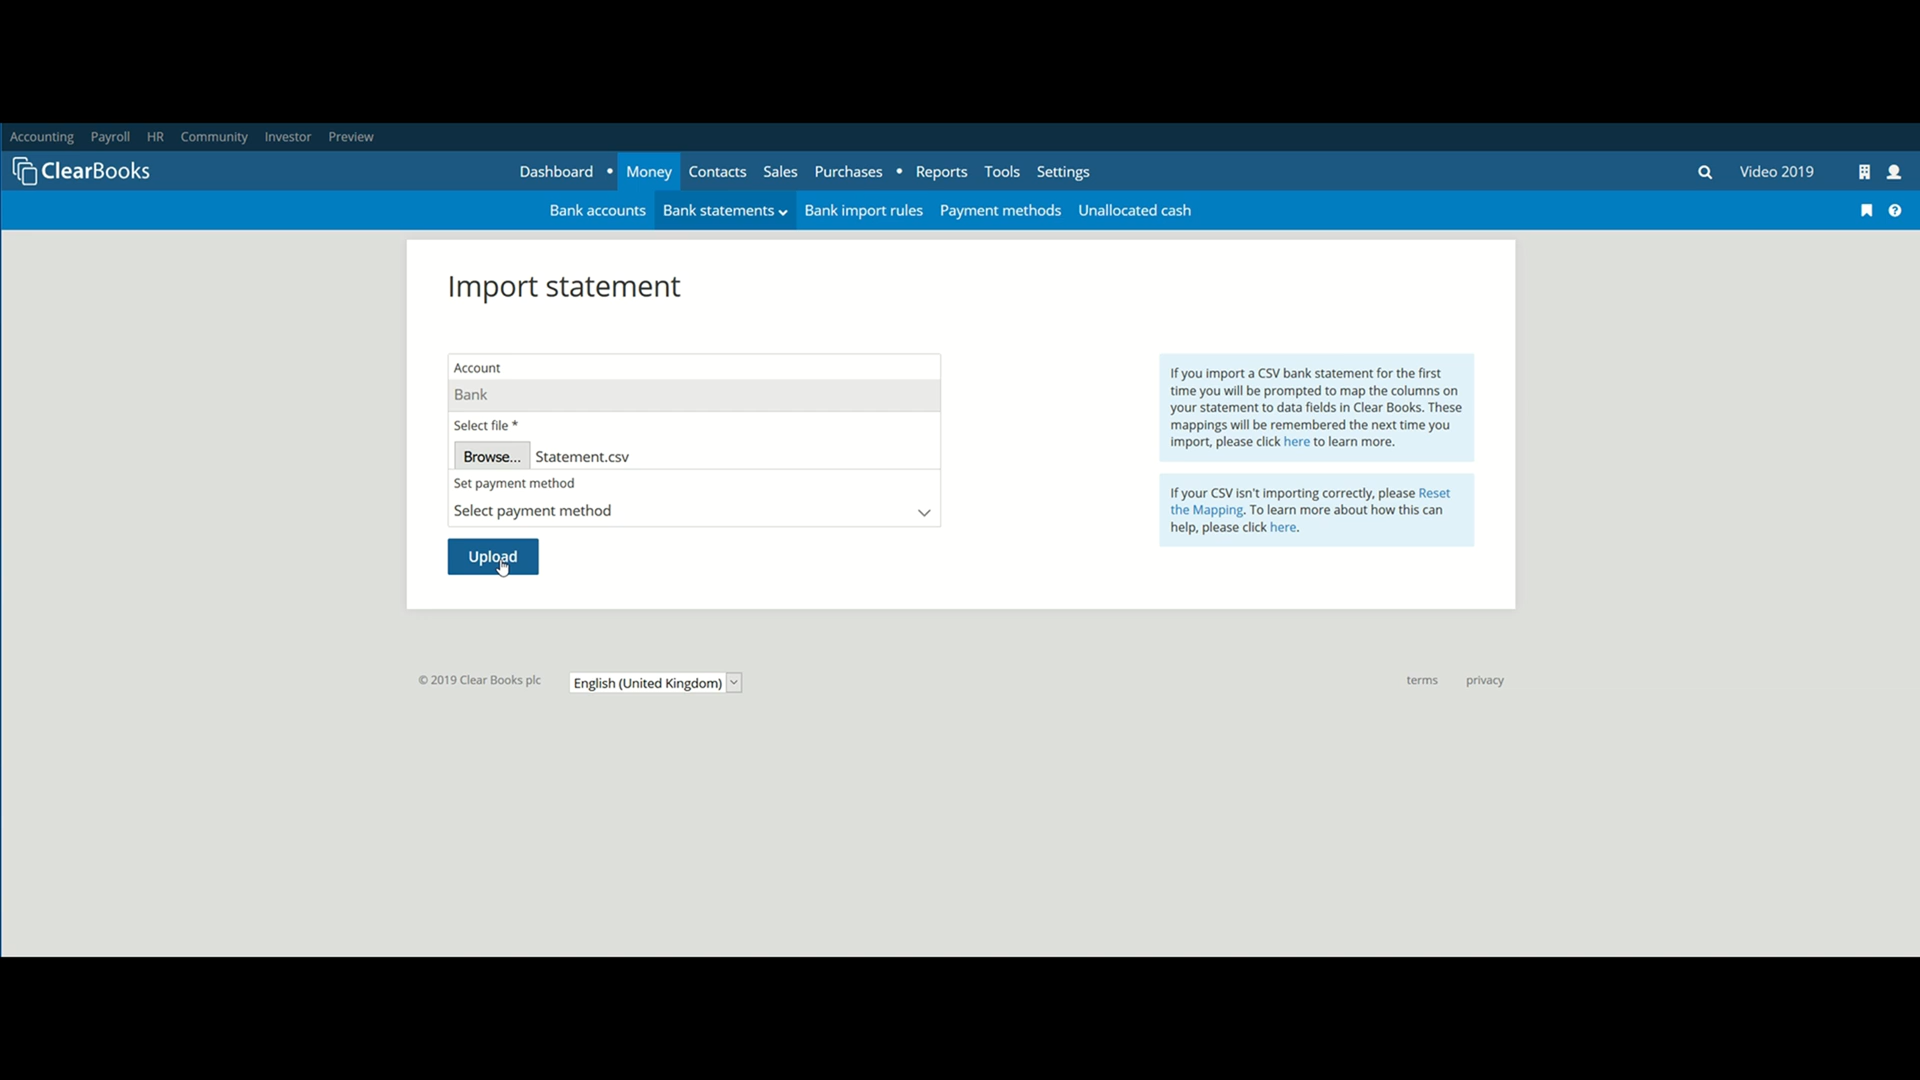 Accounting Payroll HR Community Investor Preview
ClearBooks
Dashboard • Money Contacts Sales Purchases • Reports Tools Settings
Video 2019
Bank accounts Bank statements Bank import rules Payment methods Unallocated cash
Import statement
Account
Bank
Select file *
Browse... Statement.csv
Set payment method
Select payment method
Upload
If you import a CSV bank statement for the first
time you will be prompted to map the columns on
your statement to data fields in Clear Books. These
mappings will be remembered the next time you
import, please click here to learn more.
If your CSV isn't importing correctly, please Reset
the Mapping. To learn more about how this can
help, please click here.
© 2019 Clear Books plc
English (United Kingdom)
terms privacy